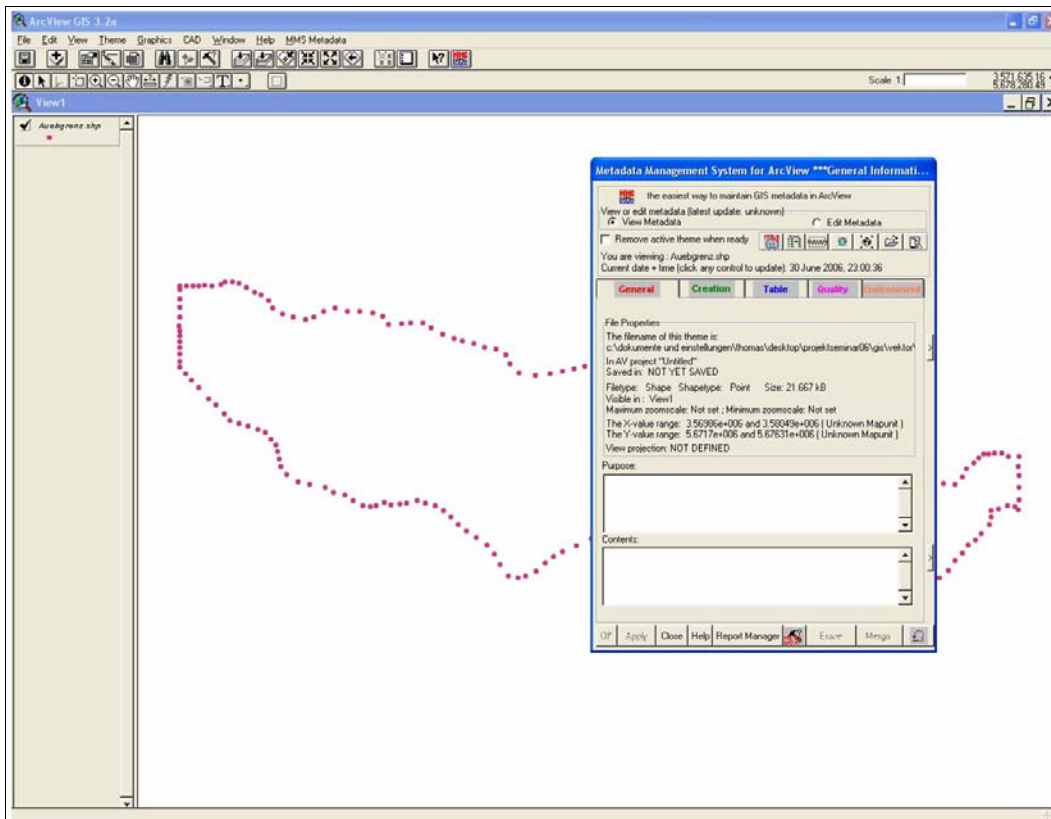 ArcView GIS 3.2a
File Edit View Theme Graphics CAD Window Help MMS Metadata
Scale 1:
3,571,635.16
5,678,280.49
View1
Auebgrenz.shp
Metadata Management System for ArcView ***General Informati...
the easiest way to maintain GIS metadata in ArcView
View or edit metadata (latest update: unknown)
View Metadata Edit Metadata
Remove active theme when ready
You are viewing : Auebgrenz.shp
Current date + time (click any control to update): 30 June 2006, 23:00:36
General Creation Table Quality Environment
File Properties
The filename of this theme is:
c:\dokumente und einstellungen\thomas\desktop\projektseminar06\gis\vektor\
In AV project "Untitled"
Saved in: NOT YET SAVED
Filetype: Shape Shapetype: Point Size: 21.667 kB
Visible in : View1
Maximum zoomscale: Not set ; Minimum zoomscale: Not set
The X-value range: 3.56986e+006 and 3.58049e+006 ( Unknown Mapunit )
The Y-value range: 5.6717e+006 and 5.67631e+006 ( Unknown Mapunit )
View projection: NOT DEFINED
Purpose:
Contents:
Apply Close Help Report Manager Erase Merge